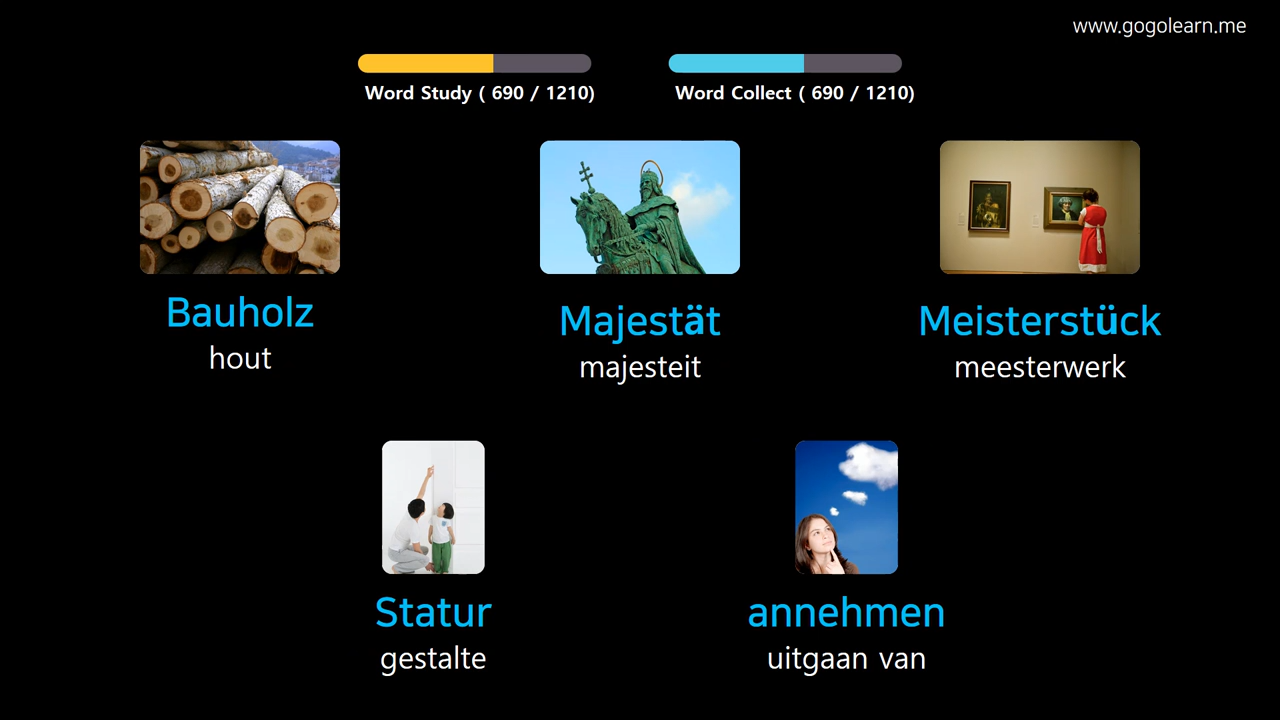 www.gogolearn.me
Word Study ( 690 / 1210)
Word Collect ( 690 / 1210)
Bauholz
hout
Majestät
majesteit
Meisterstück
meesterwerk
Statur
gestalte
annehmen
uitgaan van